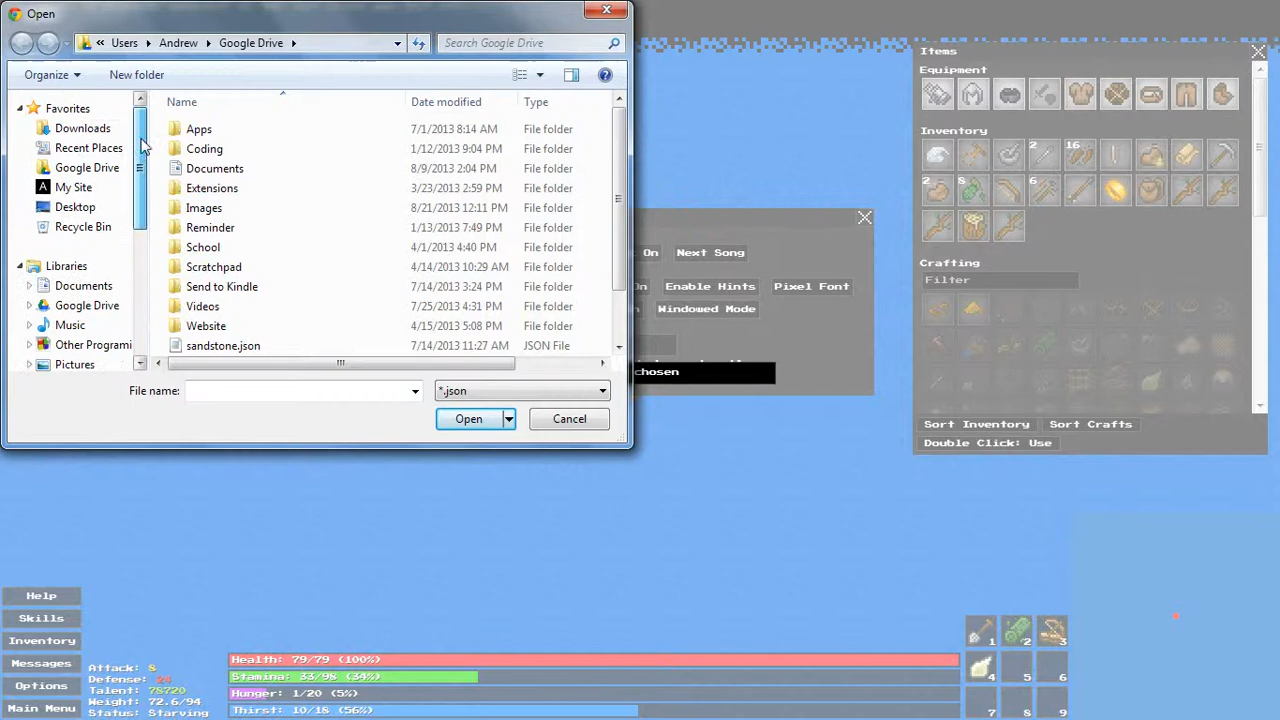 Open
« Users ▸ Andrew ▸ Google Drive ▸
Search Google Drive
Organize
New folder
Favorites
Downloads
Recent Places
Google Drive
My Site
Desktop
Recycle Bin
Libraries
Documents
Google Drive
Music
Other Programi
Pictures
Name Date modified Type
Apps 7/1/2013 8:14 AM File folder
Coding 1/12/2013 9:04 PM File folder
Documents 8/9/2013 2:04 PM File folder
Extensions 3/23/2013 2:59 PM File folder
Images 8/21/2013 12:11 PM File folder
Reminder 1/13/2013 7:49 PM File folder
School 4/1/2013 4:40 PM File folder
Scratchpad 4/14/2013 10:29 AM File folder
Send to Kindle 7/14/2013 3:24 PM File folder
Videos 7/25/2013 4:31 PM File folder
Website 4/15/2013 5:08 PM File folder
sandstone.json 7/14/2013 11:27 AM JSON File
File name:
*.json
Open
Cancel
On Next Song
On Enable Hints Pixel Font
Windowed Mode
chosen
Items
Equipment
Inventory
2 16
2 8
Crafting
Filter
Sort Inventory Sort Crafts
Double Click: Use
Help
Skills
Inventory
Messages
Options
Main Menu
Attack: 8
Defense: 24
Talent: 78720
Weight: 72.6/94
Status: Starving
Health: 79/79 (100%)
Stamina: 33/98 (34%)
Hunger: 1/20 (5%)
Thirst: 10/18 (56%)
1 2 3
4 5 6
7 8 9